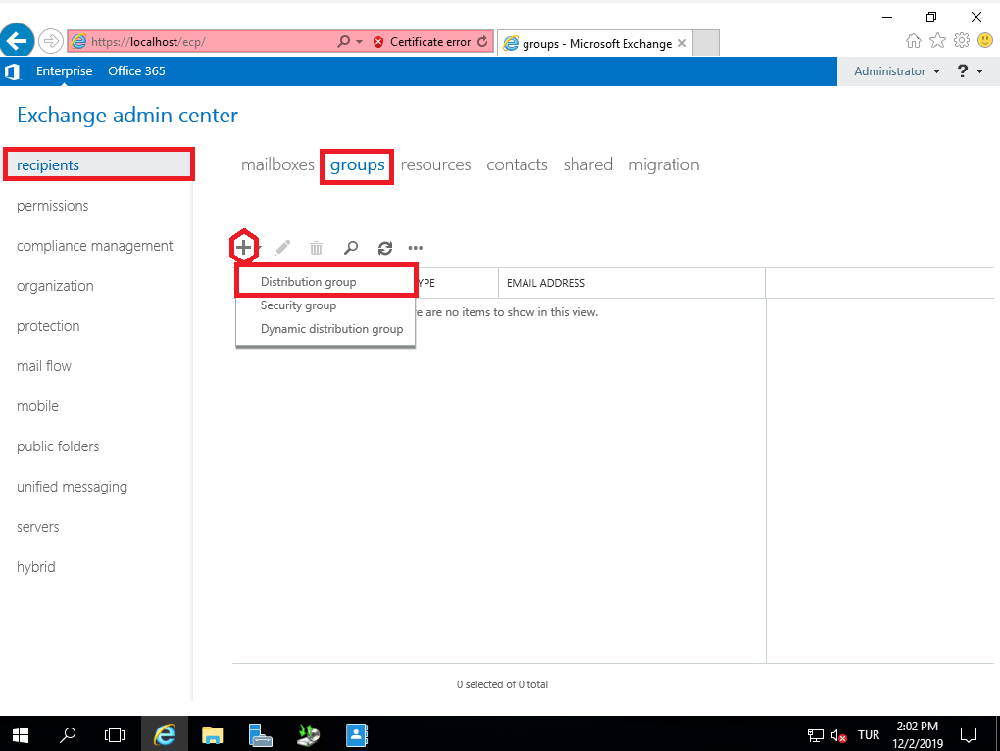 https://localhost/ecp/
Certificate error
groups - Microsoft Exchange
Enterprise
Office 365
Administrator
?
Exchange admin center
recipients
permissions
compliance management
organization
protection
mail flow
mobile
public folders
unified messaging
servers
hybrid
mailboxes
groups
resources
contacts
shared
migration
Distribution group
Security group
Dynamic distribution group
YPE
EMAIL ADDRESS
e are no items to show in this view.
0 selected of 0 total
TUR
2:02 PM
12/2/2019